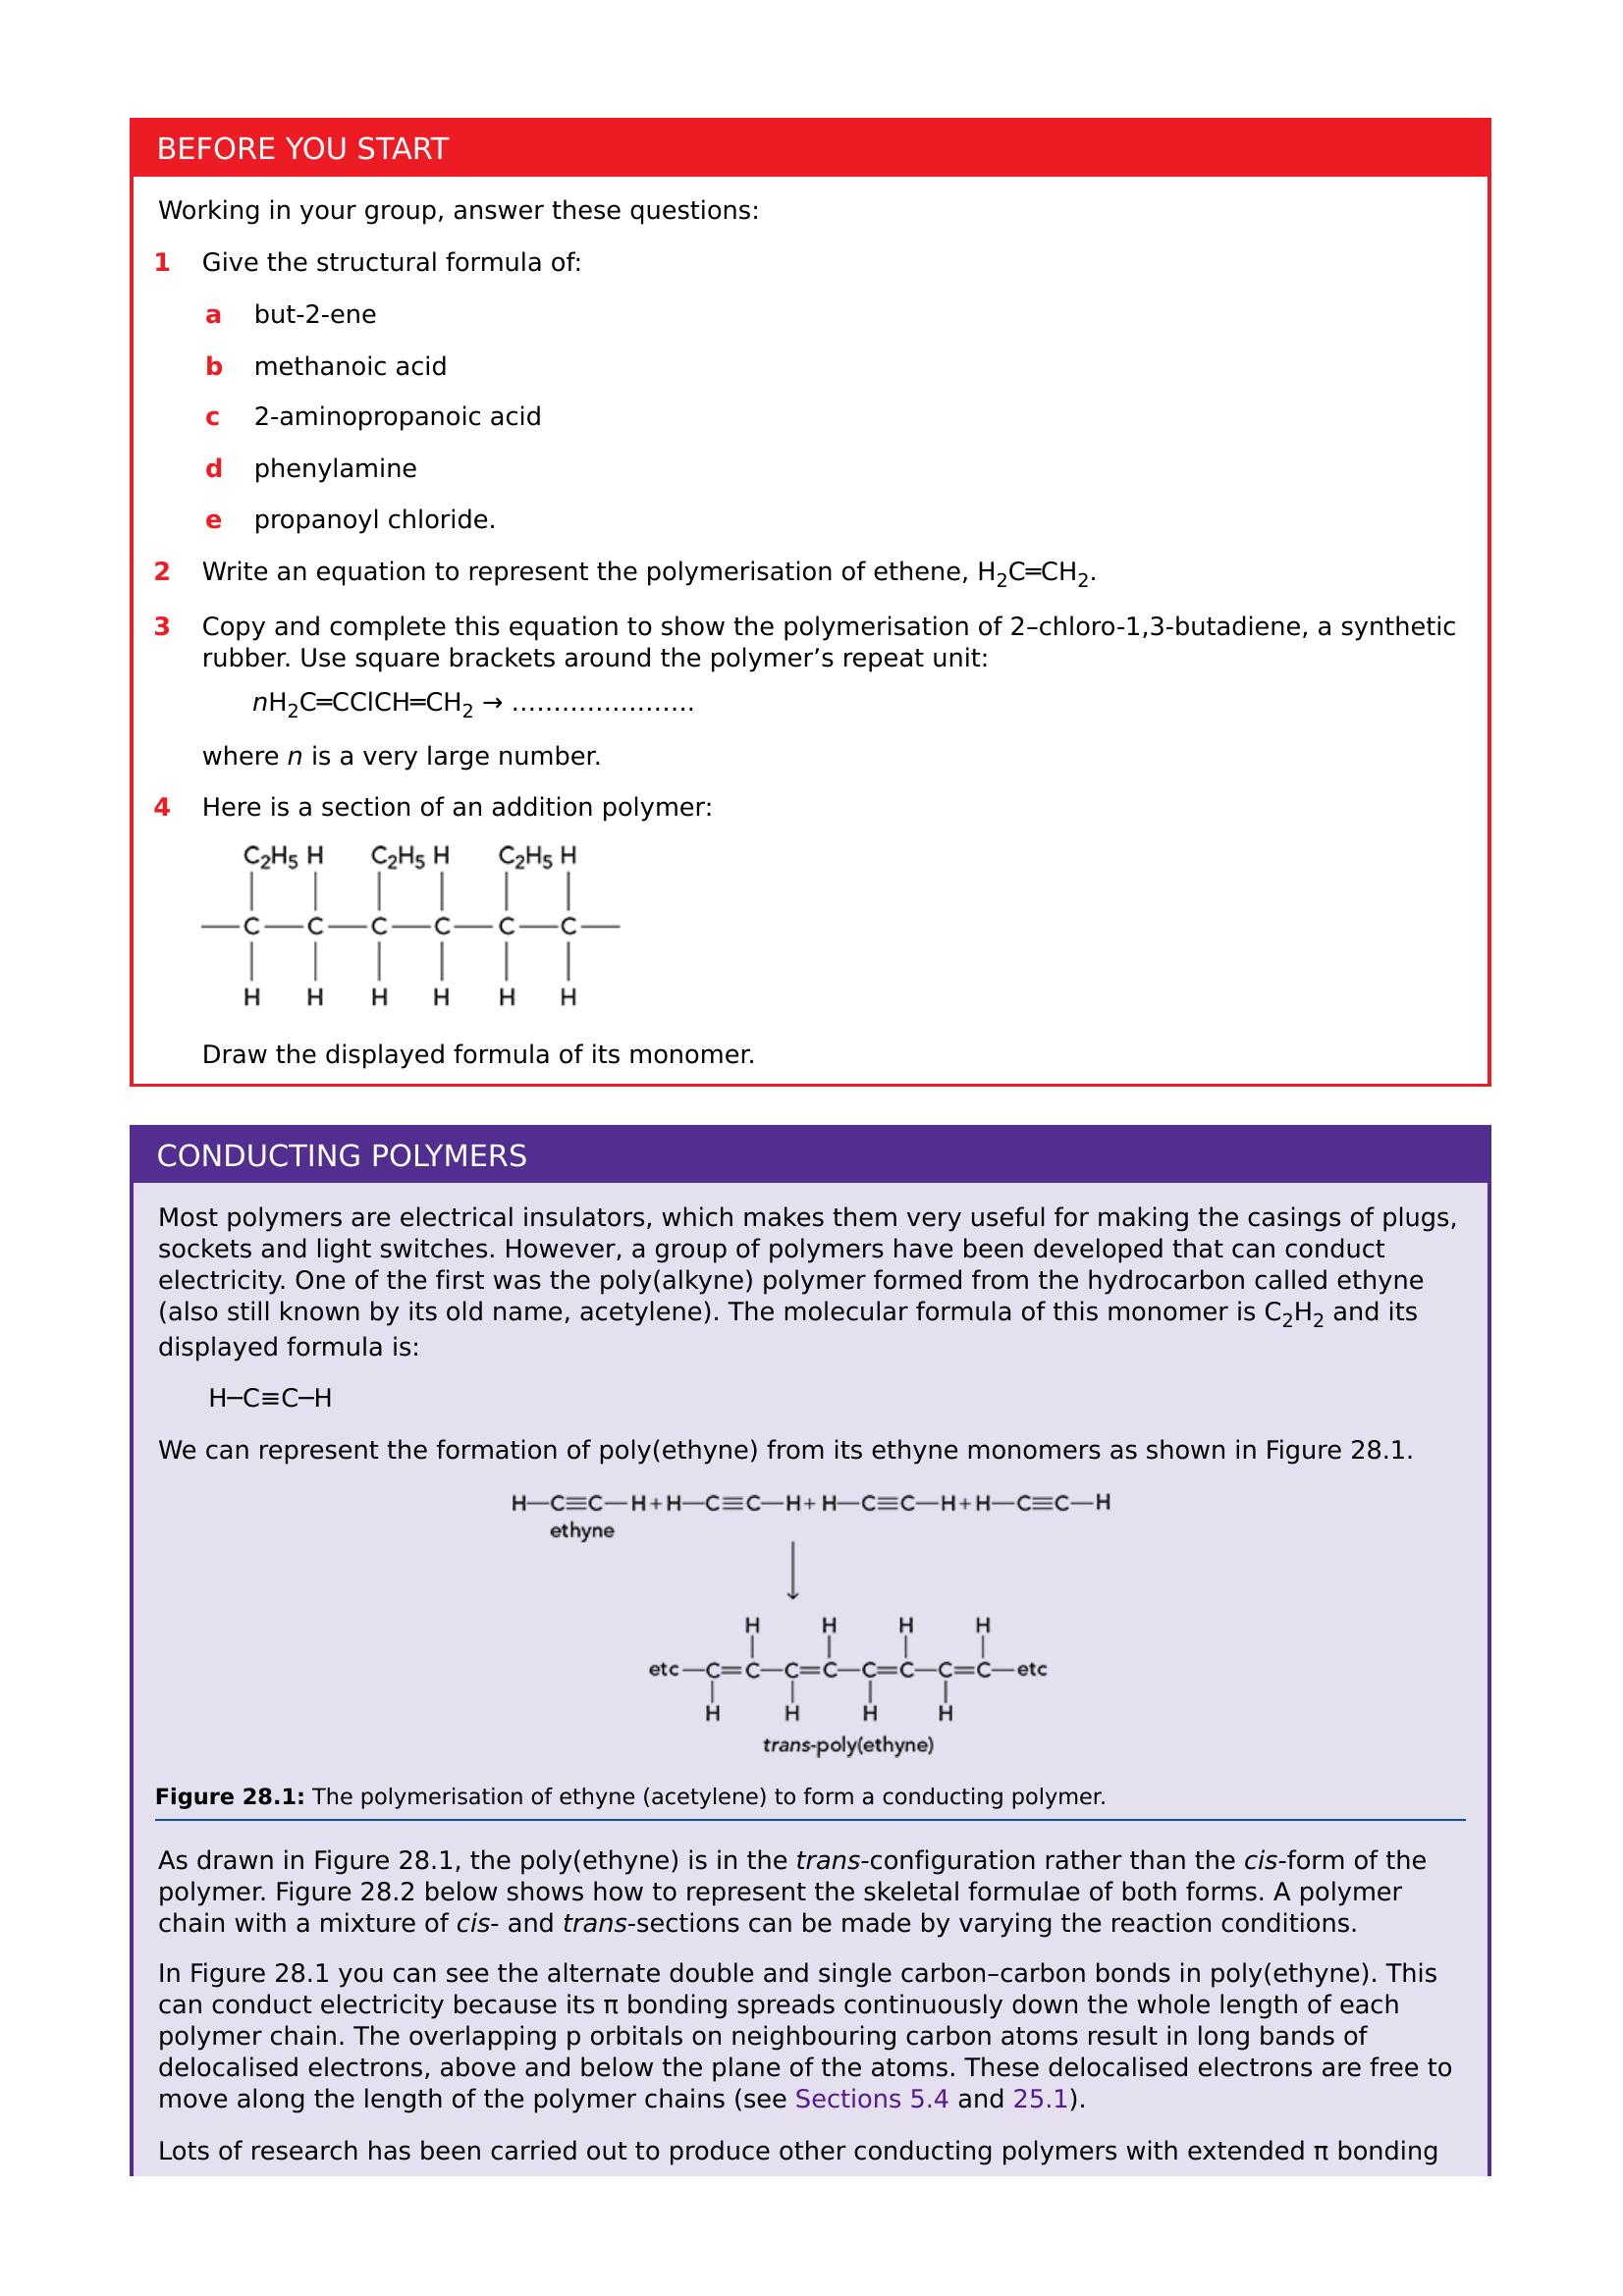 BEFORE YOU START
Working in your group, answer these questions:
1 Give the structural formula of:
a but-2-ene
b methanoic acid
c 2-aminopropanoic acid
d phenylamine
e propanoyl chloride.
2 Write an equation to represent the polymerisation of ethene, H₂C═CH₂.
3 Copy and complete this equation to show the polymerisation of 2–chloro-1,3-butadiene, a synthetic
rubber. Use square brackets around the polymer’s repeat unit:
nH₂C═CClCH═CH₂ → ......................
where n is a very large number.
4 Here is a section of an addition polymer:
C₂H₅ H C₂H₅ H C₂H₅ H
—C—C—C—C—C—C—
H H H H H H
Draw the displayed formula of its monomer.
CONDUCTING POLYMERS
Most polymers are electrical insulators, which makes them very useful for making the casings of plugs,
sockets and light switches. However, a group of polymers have been developed that can conduct
electricity. One of the first was the poly(alkyne) polymer formed from the hydrocarbon called ethyne
(also still known by its old name, acetylene). The molecular formula of this monomer is C₂H₂ and its
displayed formula is:
H─C≡C─H
We can represent the formation of poly(ethyne) from its ethyne monomers as shown in Figure 28.1.
H—C≡C—H+H—C≡C—H+H—C≡C—H+H—C≡C—H
ethyne
H H H H
etc—C=C—C=C—C=C—C=C—etc
H H H H
trans-poly(ethyne)
Figure 28.1: The polymerisation of ethyne (acetylene) to form a conducting polymer.
As drawn in Figure 28.1, the poly(ethyne) is in the trans-configuration rather than the cis-form of the
polymer. Figure 28.2 below shows how to represent the skeletal formulae of both forms. A polymer
chain with a mixture of cis- and trans-sections can be made by varying the reaction conditions.
In Figure 28.1 you can see the alternate double and single carbon–carbon bonds in poly(ethyne). This
can conduct electricity because its π bonding spreads continuously down the whole length of each
polymer chain. The overlapping p orbitals on neighbouring carbon atoms result in long bands of
delocalised electrons, above and below the plane of the atoms. These delocalised electrons are free to
move along the length of the polymer chains (see Sections 5.4 and 25.1).
Lots of research has been carried out to produce other conducting polymers with extended π bonding